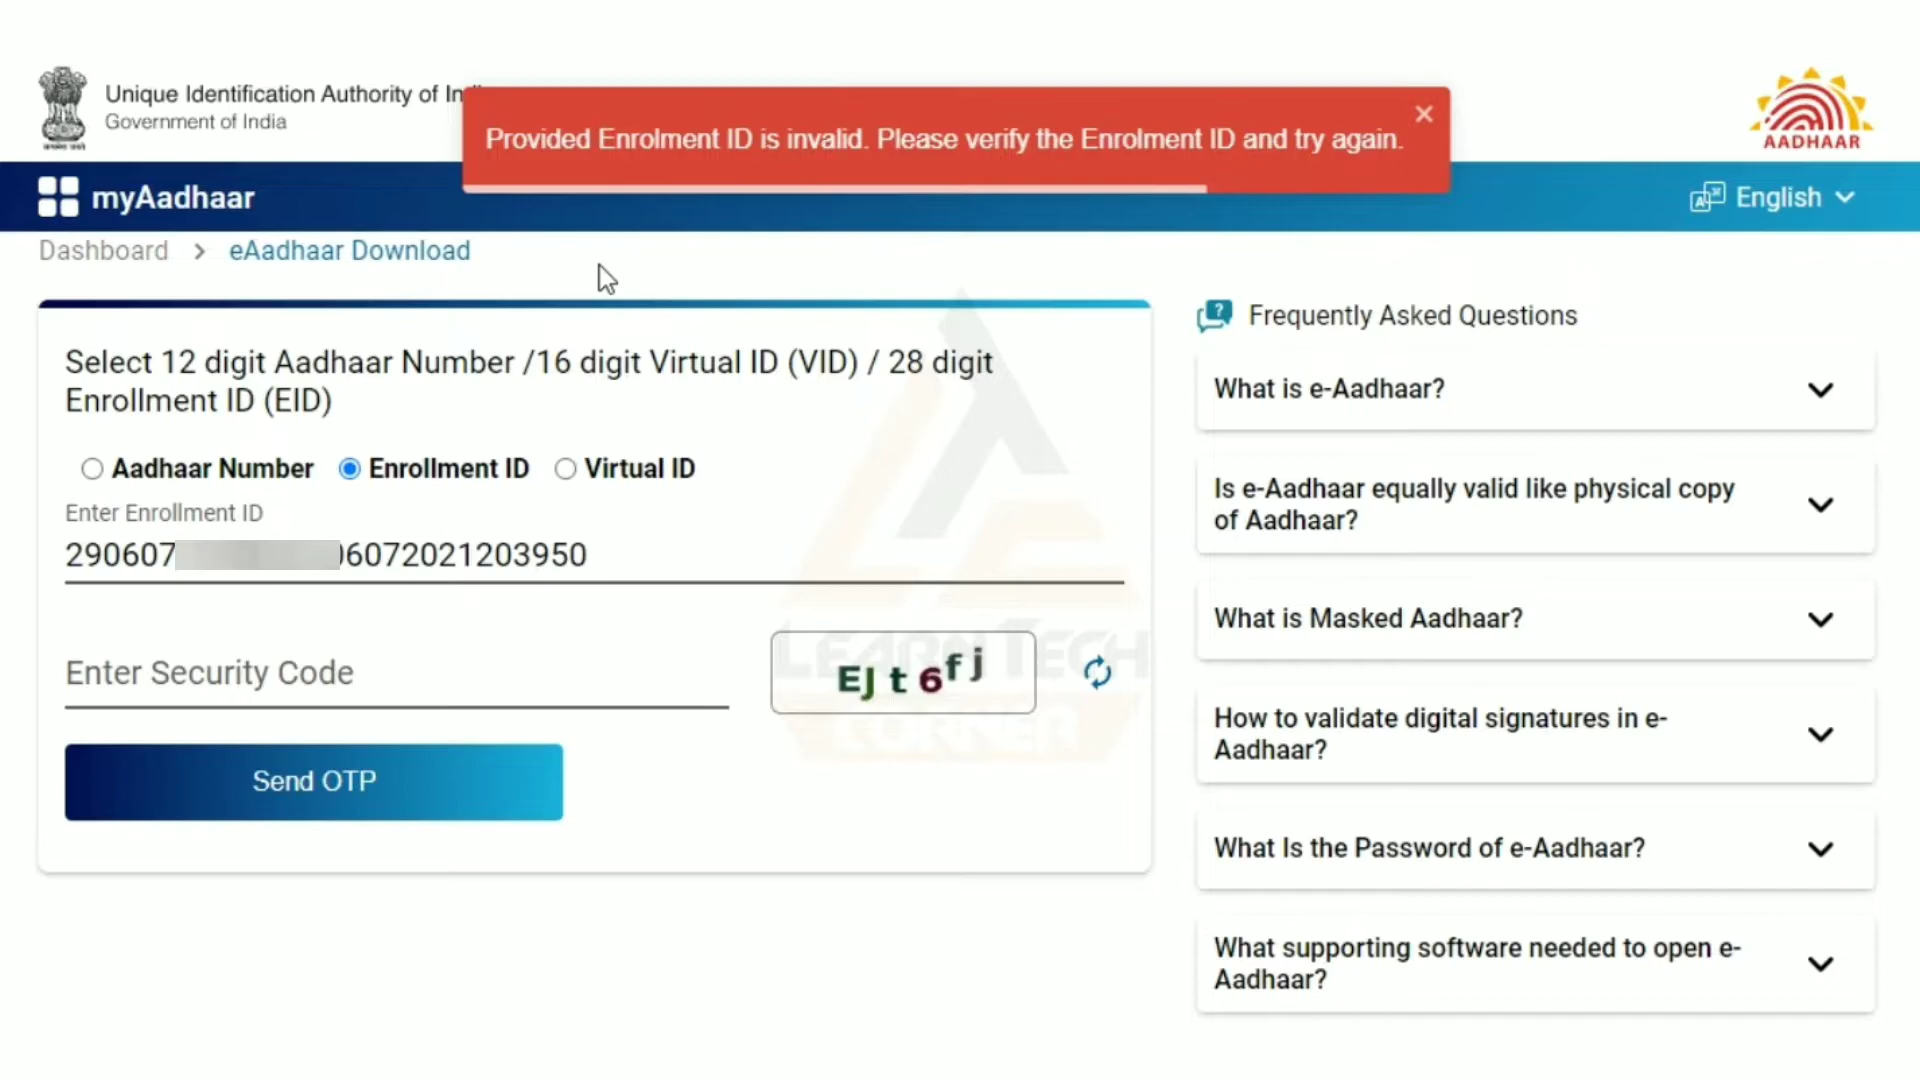 Unique Identification Authority of In
Government of India
Provided Enrolment ID is invalid. Please verify the Enrolment ID and try again.
AADHAAR
myAadhaar
English
Dashboard > eAadhaar Download
Select 12 digit Aadhaar Number /16 digit Virtual ID (VID) / 28 digit
Enrollment ID (EID)
Aadhaar Number Enrollment ID Virtual ID
Enter Enrollment ID
290607 6072021203950
Enter Security Code
EJt6fj
Send OTP
LEARN TECH
CORNER
Frequently Asked Questions
What is e-Aadhaar?
Is e-Aadhaar equally valid like physical copy
of Aadhaar?
What is Masked Aadhaar?
How to validate digital signatures in e-
Aadhaar?
What Is the Password of e-Aadhaar?
What supporting software needed to open e-
Aadhaar?